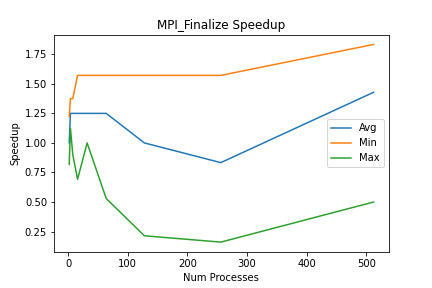 MPI_Finalize Speedup
1.75
1.50
1.25
1.00
0.75
0.50
0.25
Speedup
Avg
Min
Max
0 100 200 300 400 500
Num Processes